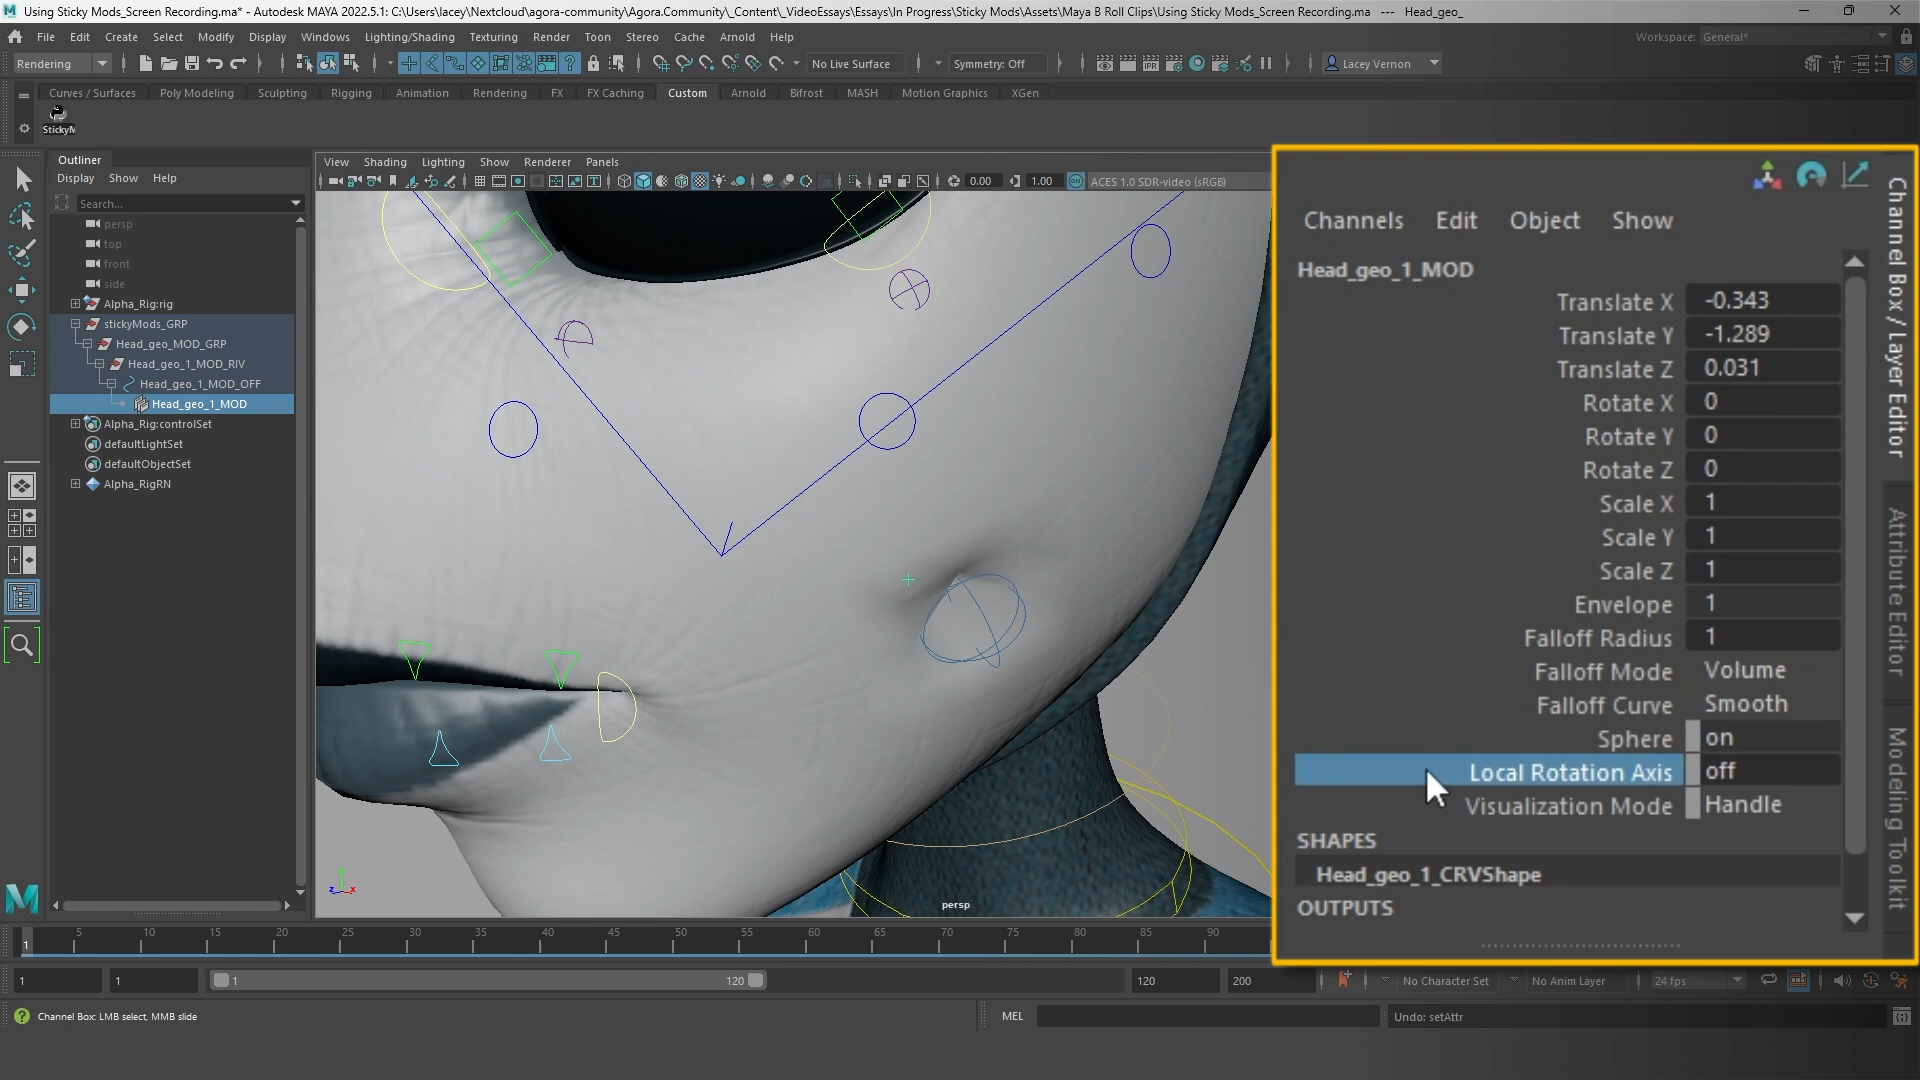 Using Sticky Mods_Screen Recording.ma* - Autodesk MAYA 2022.5.1: C:\Users\lacey\Nextcloud\agora-community\Agora.Community\_Content\_VideoEssays\Essays\In Progress\Sticky Mods\Assets\Maya B Roll Clips\Using Sticky Mods_Screen Recording.ma --- Head_geo_
File Edit Create Select Modify Display Windows Lighting/Shading Texturing Render Toon Stereo Cache Arnold Help
Workspace: General*
Rendering
No Live Surface
Symmetry: Off
IPR
Lacey Vernon
Curves / Surfaces Poly Modeling Sculpting Rigging Animation Rendering FX FX Caching Custom Arnold Bifrost MASH Motion Graphics XGen
StickyM
Outliner
Display Show Help
Search...
persp
top
front
side
Alpha_Rig:rig
stickyMods_GRP
Head_geo_MOD_GRP
Head_geo_1_MOD_RIV
Head_geo_1_MOD_OFF
Head_geo_1_MOD
Alpha_Rig:controlSet
defaultLightSet
defaultObjectSet
Alpha_RigRN
View Shading Lighting Show Renderer Panels
0.00
1.00
ACES 1.0 SDR-video (sRGB)
persp
Channels Edit Object Show
Head_geo_1_MOD
Translate X -0.343
Translate Y -1.289
Translate Z 0.031
Rotate X 0
Rotate Y 0
Rotate Z 0
Scale X 1
Scale Y 1
Scale Z 1
Envelope 1
Falloff Radius 1
Falloff Mode Volume
Falloff Curve Smooth
Sphere on
Local Rotation Axis off
Visualization Mode Handle
SHAPES
Head_geo_1_CRVShape
OUTPUTS
Channel Box / Layer Editor
Attribute Editor
Modeling Toolkit
1 5 10 15 20 25 30 35 40 45 50 55 60 65 70 75 80 85 90
1
1
1
120
120
200
No Character Set
No Anim Layer
24 fps
Channel Box: LMB select, MMB slide
MEL
Undo: setAttr